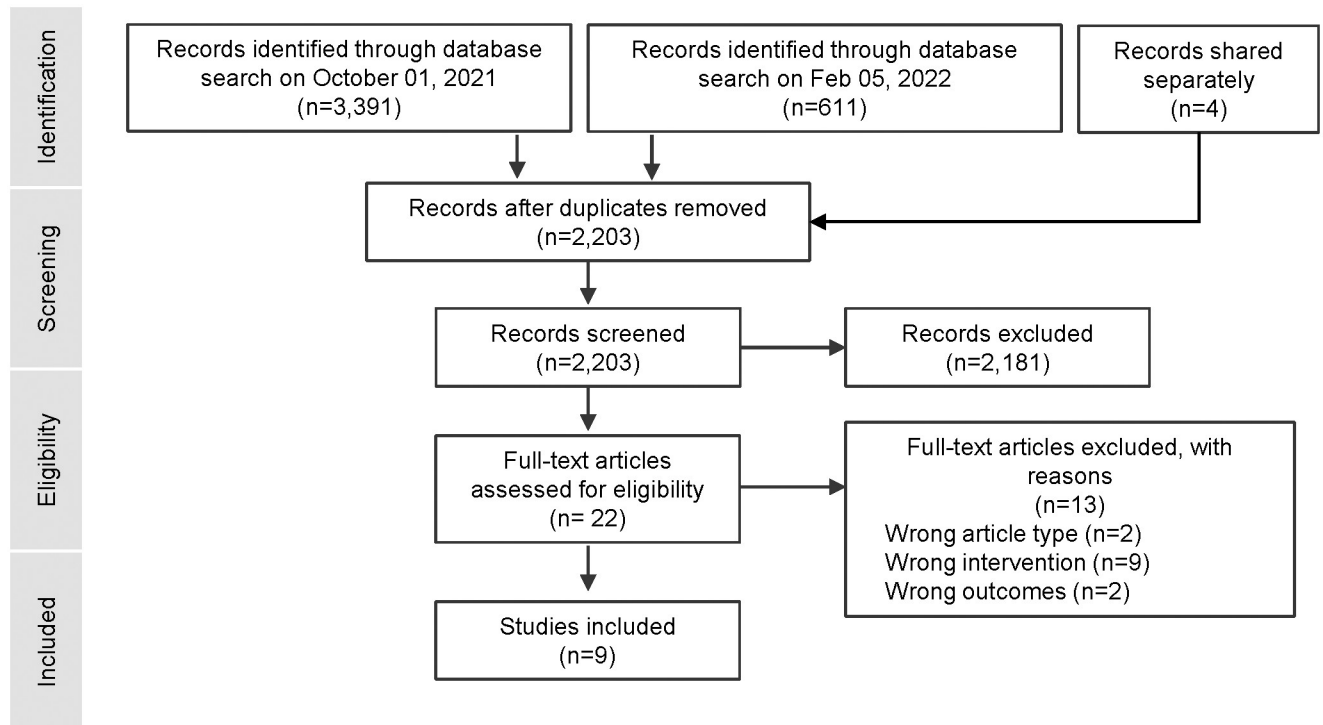 Identification
Records identified through database
search on October 01, 2021
(n=3,391)
Records identified through database
search on Feb 05, 2022
(n=611)
Records shared
separately
(n=4)
Screening
Records after duplicates removed
(n=2,203)
Records screened
(n=2,203)
Records excluded
(n=2,181)
Eligibility
Full-text articles
assessed for eligibility
(n= 22)
Full-text articles excluded, with
reasons
(n=13)
Wrong article type (n=2)
Wrong intervention (n=9)
Wrong outcomes (n=2)
Included
Studies included
(n=9)